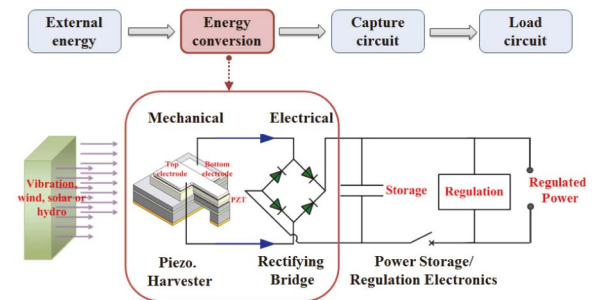 External
energy
Energy
conversion
Capture
circuit
Load
circuit
Mechanical
Electrical
Top
electrode
Bottom
electrode
PZT
Vibration,
wind, solar or
hydro
Storage
Regulation
Regulated
Power
Piezo.
Harvester
Rectifying
Bridge
Power Storage/
Regulation Electronics